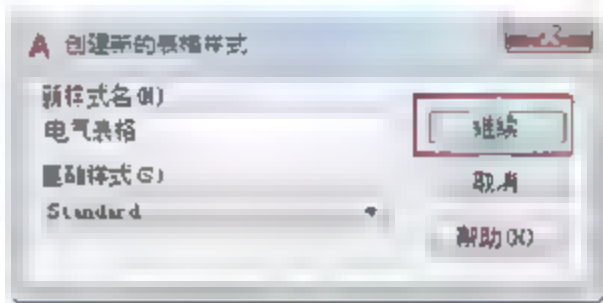 创建新的表格样式
新样式名(N)
电气表格
继续
基础样式(S)
取消
Standard
帮助(H)